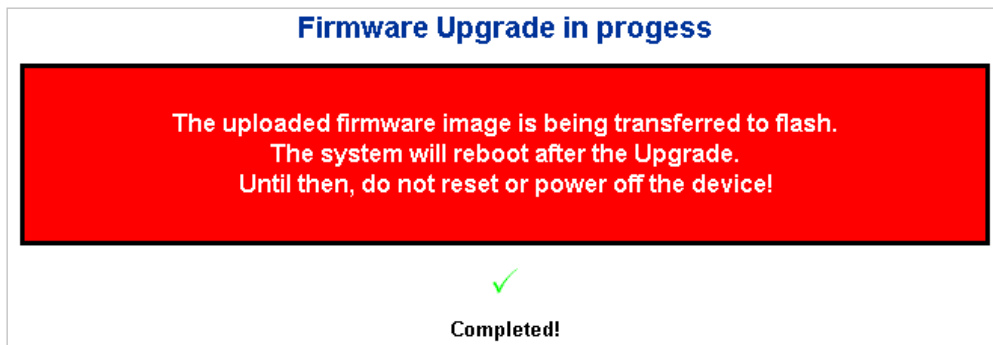 Firmware Upgrade in progess
The uploaded firmware image is being transferred to flash.
The system will reboot after the Upgrade.
Until then, do not reset or power off the device!
Completed!